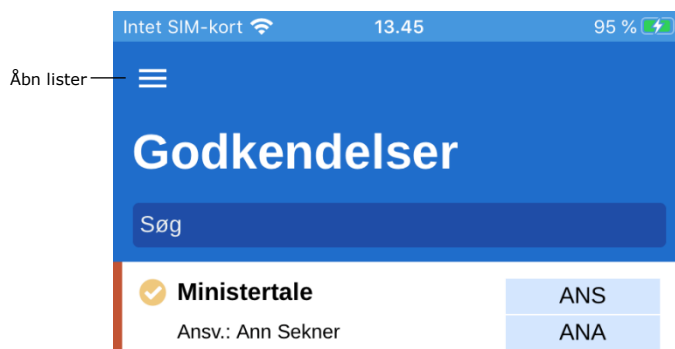 Intet SIM-kort 13.45 95 %
Åbn lister
Godkendelser
Søg
Ministertale ANS
Ansv.: Ann Sekner ANA